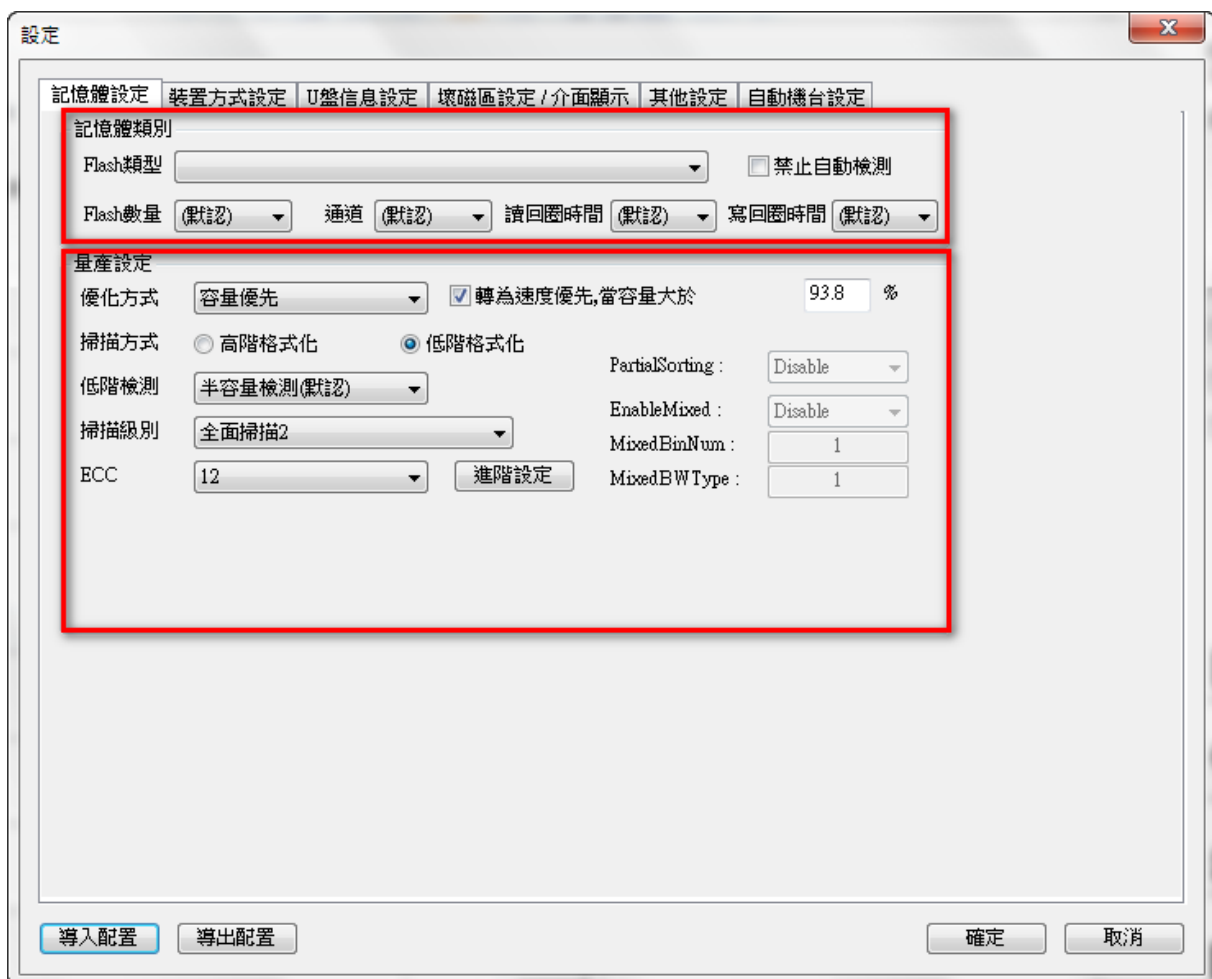 設定
記憶體設定 裝置方式設定 U盤信息設定 壞磁區設定 / 介面顯示 其他設定 自動機台設定
記憶體類別
Flash類型 禁止自動檢測
Flash數量 (默認) 通道 (默認) 讀回圈時間 (默認) 寫回圈時間 (默認)
量產設定
優化方式 容量優先 轉為速度優先,當容量大於 93.8 %
掃描方式 高階格式化 低階格式化
PartialSorting : Disable
低階檢測 半容量檢測(默認)
EnableMixed : Disable
掃描級別 全面掃描2
MixedBinNum : 1
ECC 12 進階設定 MixedBWType : 1
導入配置 導出配置 確定 取消